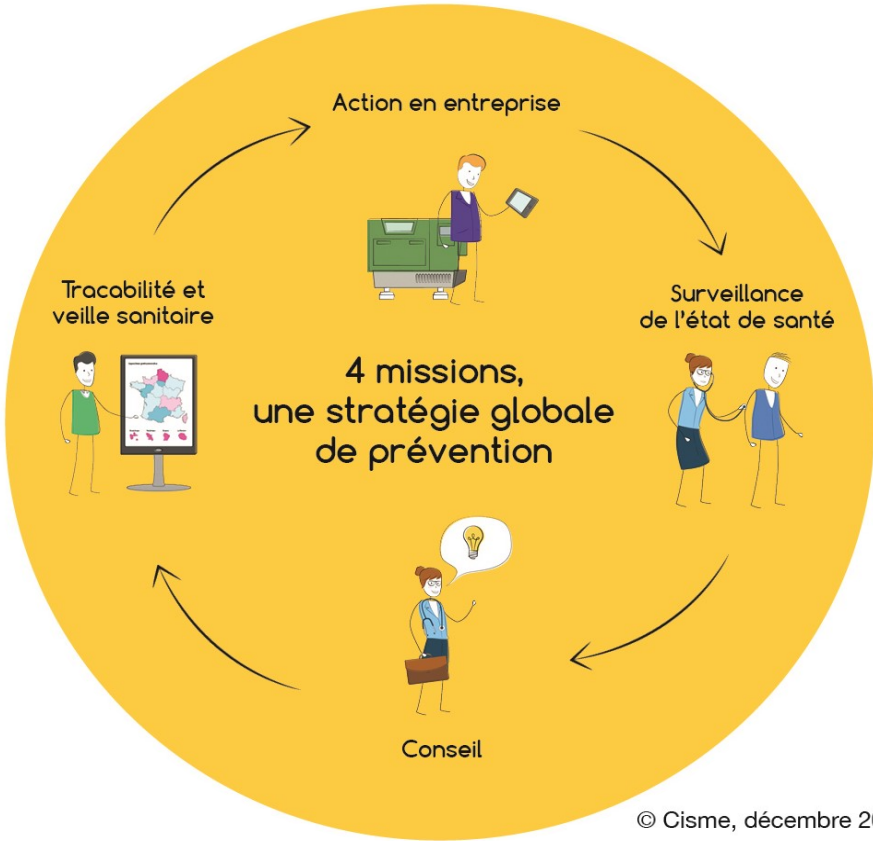 Action en entreprise
Tracabilité et
veille sanitaire
Surveillance
de l'état de santé
4 missions,
une stratégie globale
de prévention
Conseil
© Cisme, décembre